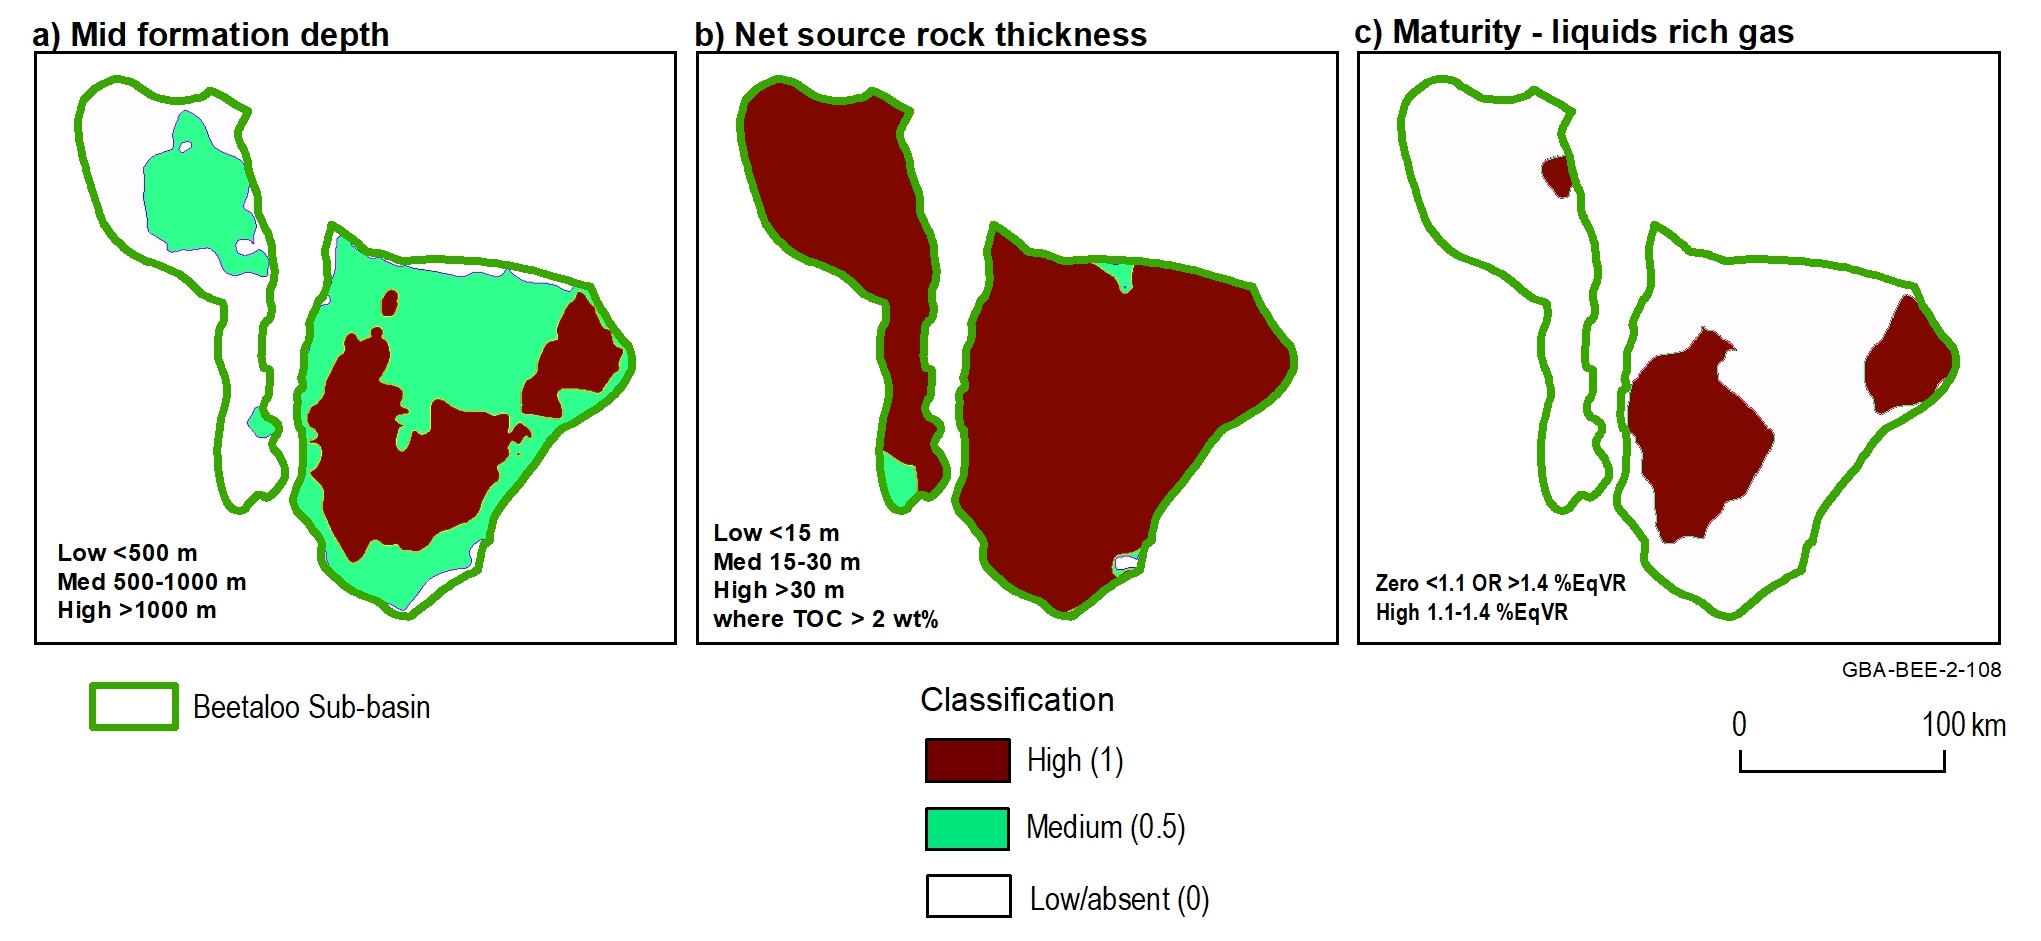 a) Mid formation depth
b) Net source rock thickness
c) Maturity - liquids rich gas
Low <500 m
Med 500-1000 m
High >1000 m
Low <15 m
Med 15-30 m
High >30 m
where TOC > 2 wt%
Zero <1.1 OR >1.4 %EqVR
High 1.1-1.4 %EqVR
GBA-BEE-2-108
Beetaloo Sub-basin
Classification
High (1)
Medium (0.5)
Low/absent (0)
0 100 km